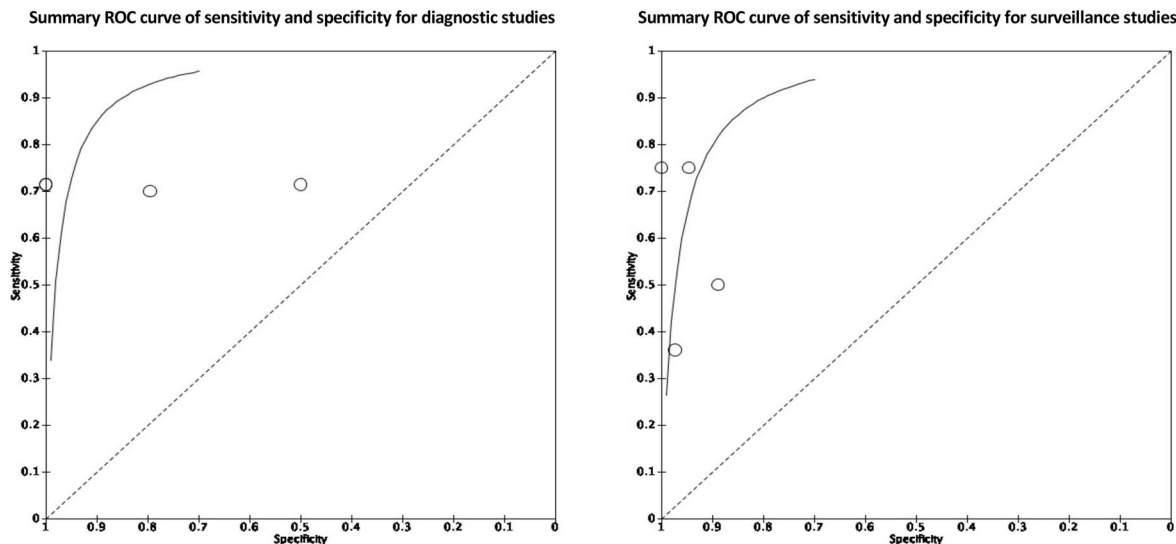 Summary ROC curve of sensitivity and specificity for diagnostic studies
1
0.9
0.8
0.7
0.6
0.5
0.4
0.3
0.2
0.1
0
Sensitivity
1 0.9 0.8 0.7 0.6 0.5 0.4 0.3 0.2 0.1 0
Specificity
Summary ROC curve of sensitivity and specificity for surveillance studies
1
0.9
0.8
0.7
0.6
0.5
0.4
0.3
0.2
0.1
0
Sensitivity
1 0.9 0.8 0.7 0.6 0.5 0.4 0.3 0.2 0.1 0
Specificity